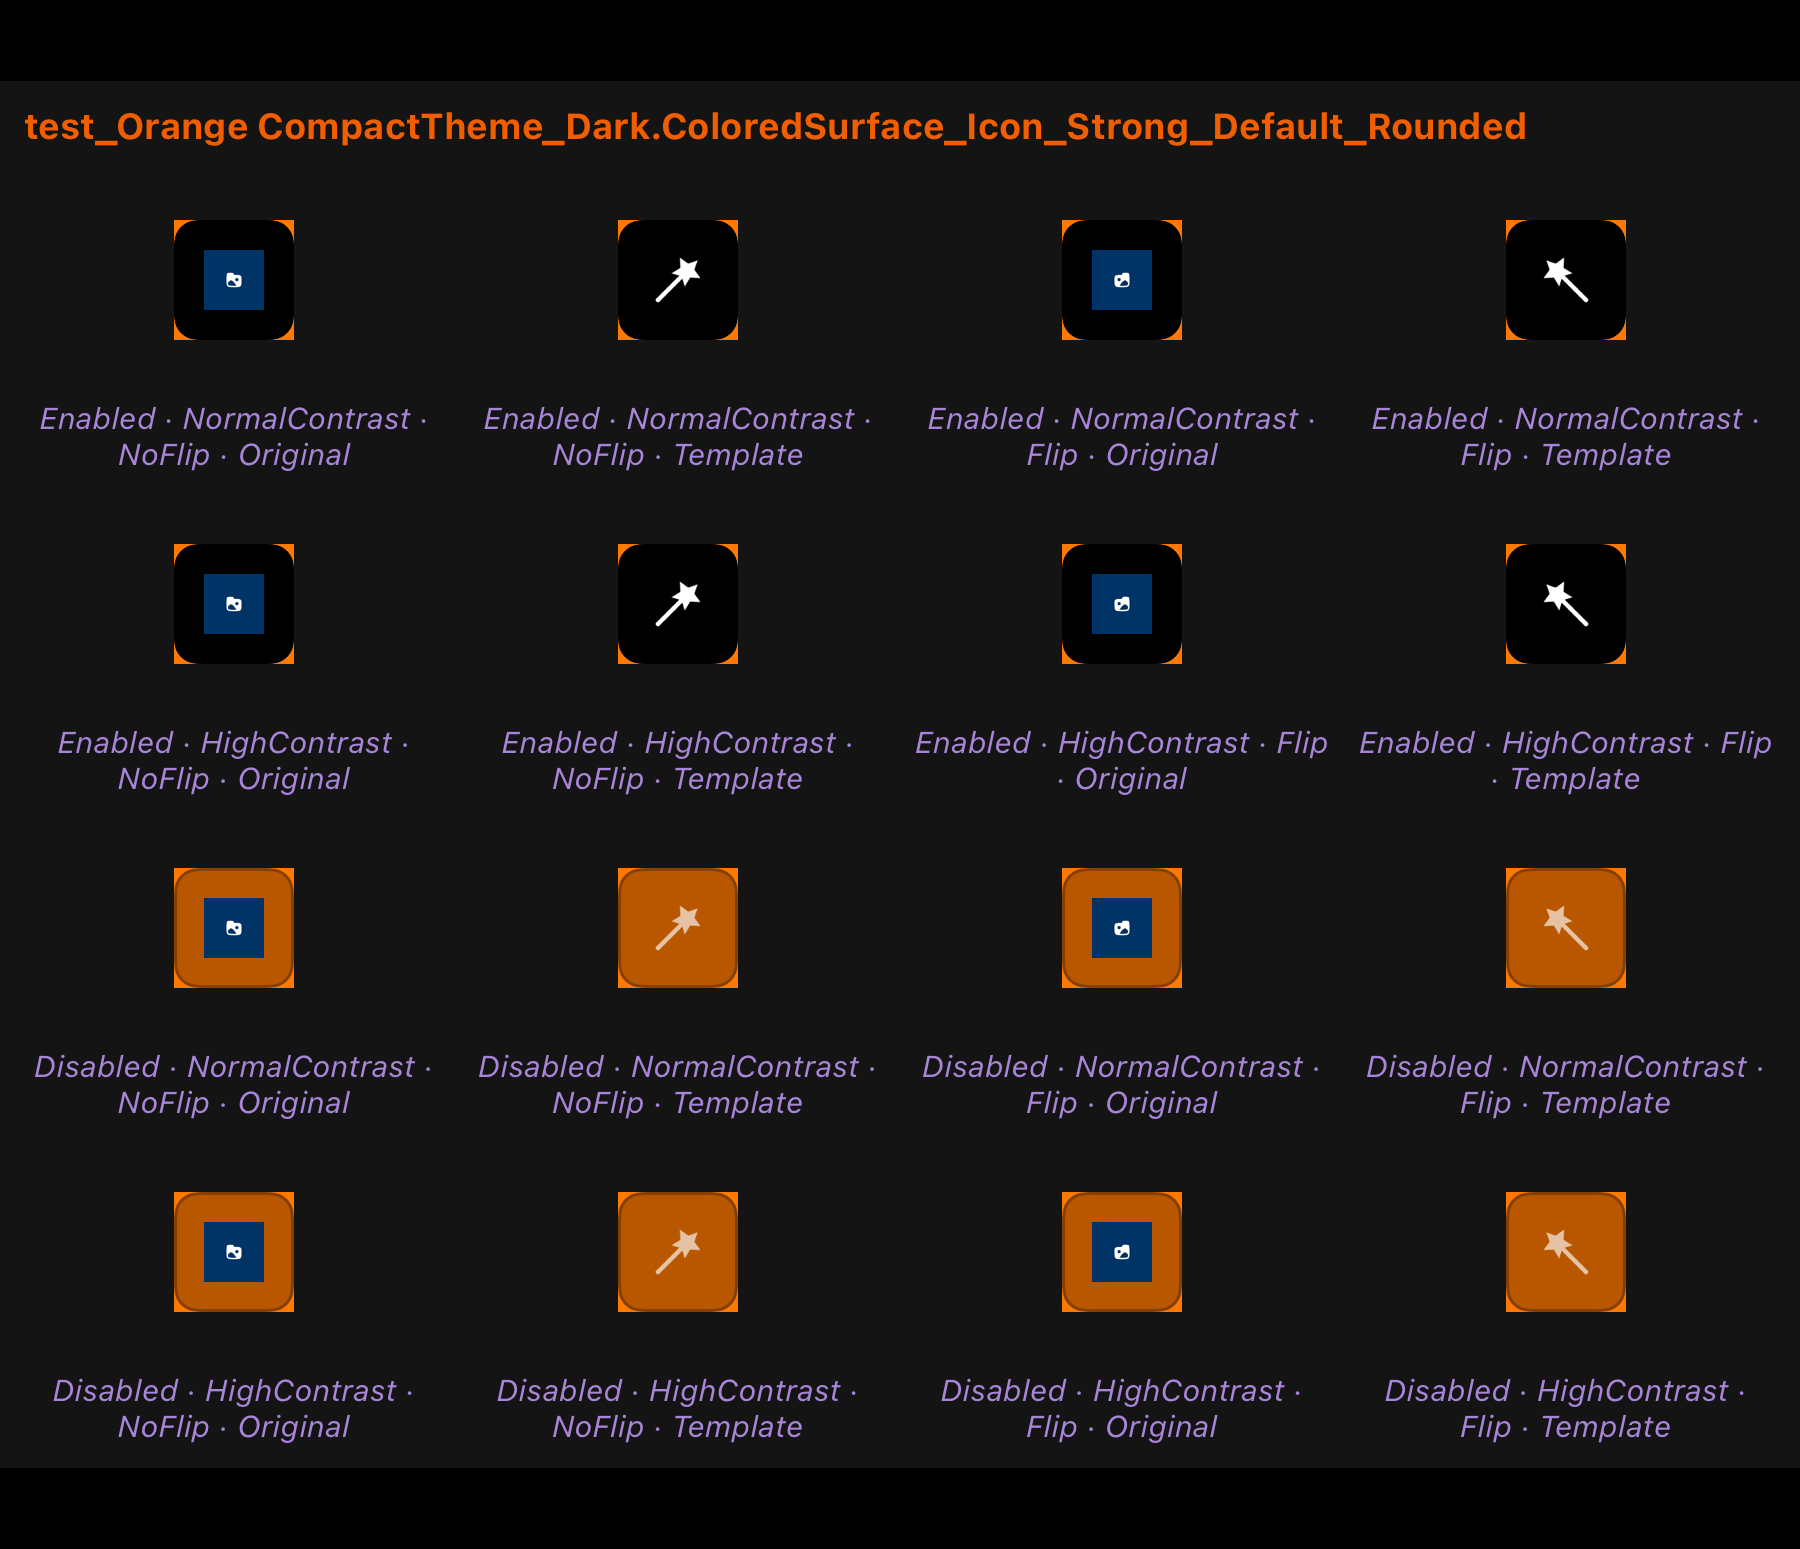 test_Orange CompactTheme_Dark.ColoredSurface_Icon_Strong_Default_Rounded
Enabled · NormalContrast ·
NoFlip · Original
Enabled · NormalContrast ·
NoFlip · Template
Enabled · NormalContrast ·
Flip · Original
Enabled · NormalContrast ·
Flip · Template
Enabled · HighContrast ·
NoFlip · Original
Enabled · HighContrast ·
NoFlip · Template
Enabled · HighContrast · Flip
· Original
Enabled · HighContrast · Flip
· Template
Disabled · NormalContrast ·
NoFlip · Original
Disabled · NormalContrast ·
NoFlip · Template
Disabled · NormalContrast ·
Flip · Original
Disabled · NormalContrast ·
Flip · Template
Disabled · HighContrast ·
NoFlip · Original
Disabled · HighContrast ·
NoFlip · Template
Disabled · HighContrast ·
Flip · Original
Disabled · HighContrast ·
Flip · Template